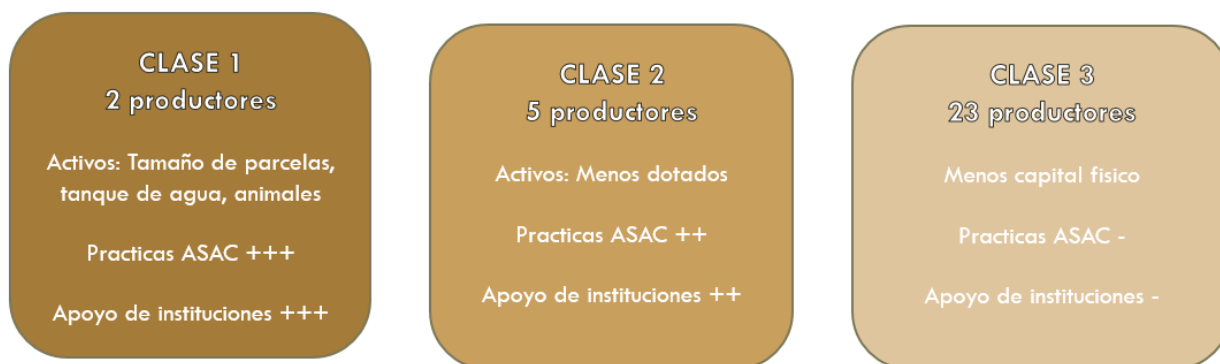 CLASE 1
2 productores
Activos: Tamaño de parcelas,
tanque de agua, animales
Practicas ASAC +++
Apoyo de instituciones +++
CLASE 2
5 productores
Activos: Menos dotados
Practicas ASAC ++
Apoyo de instituciones ++
CLASE 3
23 productores
Menos capital fisico
Practicas ASAC -
Apoyo de instituciones -